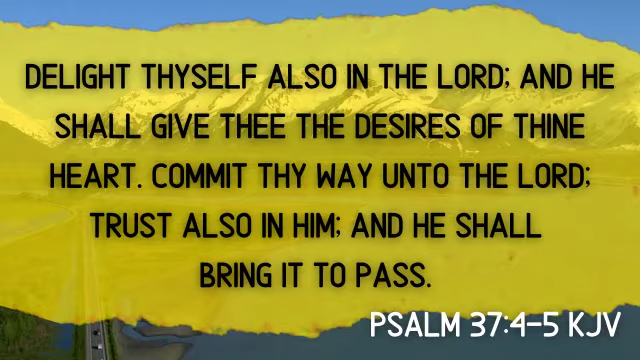 DELIGHT THYSELF ALSO IN THE LORD; AND HE
SHALL GIVE THEE THE DESIRES OF THINE
HEART. COMMIT THY WAY UNTO THE LORD;
TRUST ALSO IN HIM; AND HE SHALL
BRING IT TO PASS.
PSALM 37:4-5 KJV